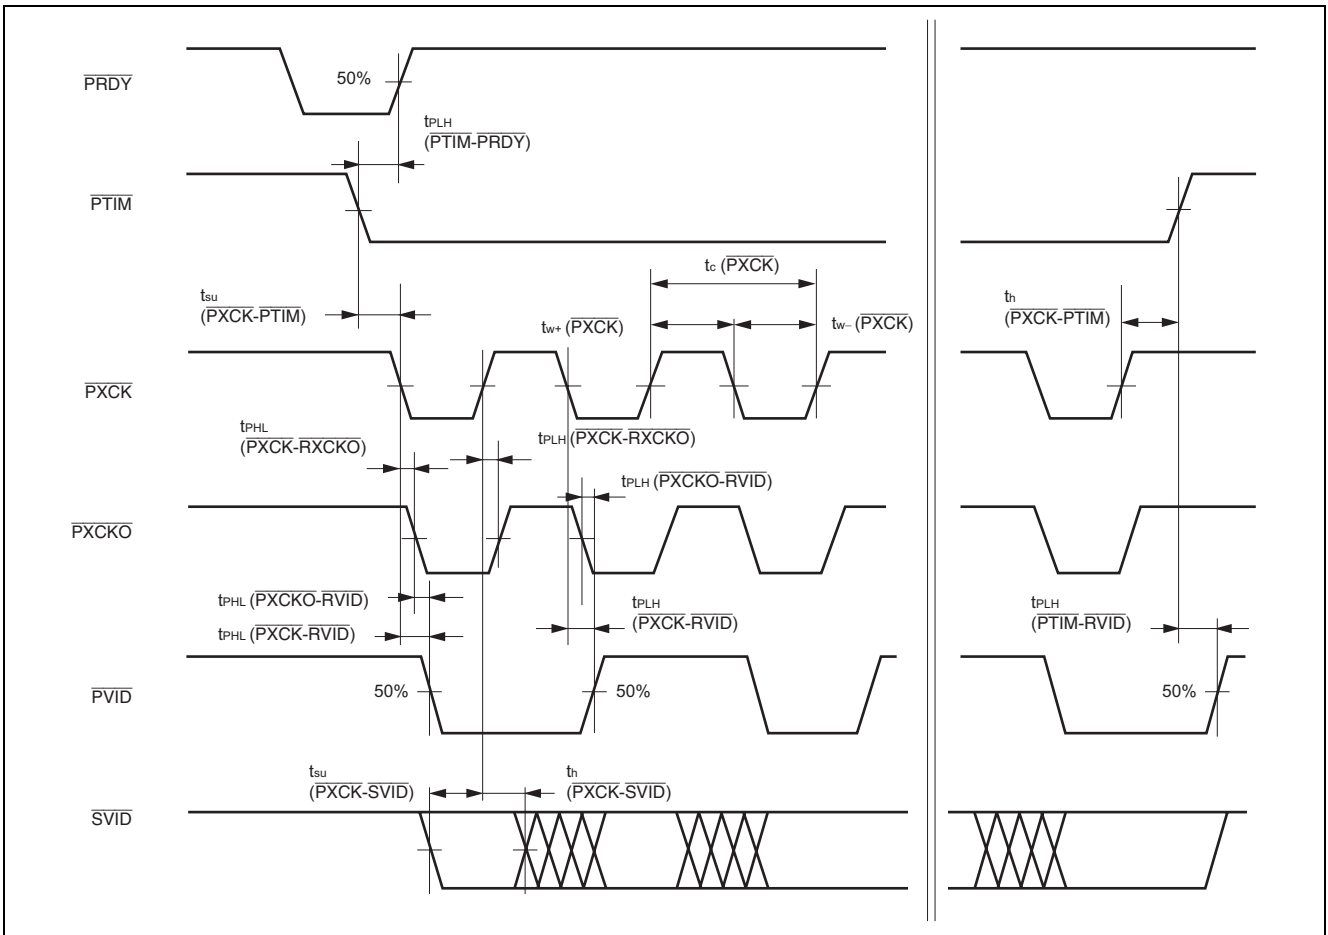 PRDY
50%
tPLH
(PTIM-PRDY)
PTIM
tc (PXCK)
tsu
(PXCK-PTIM)
tw+ (PXCK)
tw− (PXCK)
th
(PXCK-PTIM)
PXCK
tPHL
(PXCK-RXCKO)
tPLH (PXCK-RXCKO)
tPLH (PXCKO-RVID)
PXCKO
tPHL (PXCKO-RVID)
tPHL (PXCK-RVID)
tPLH
(PXCK-RVID)
tPLH
(PTIM-RVID)
PVID
50%
50%
50%
tsu
(PXCK-SVID)
th
(PXCK-SVID)
SVID